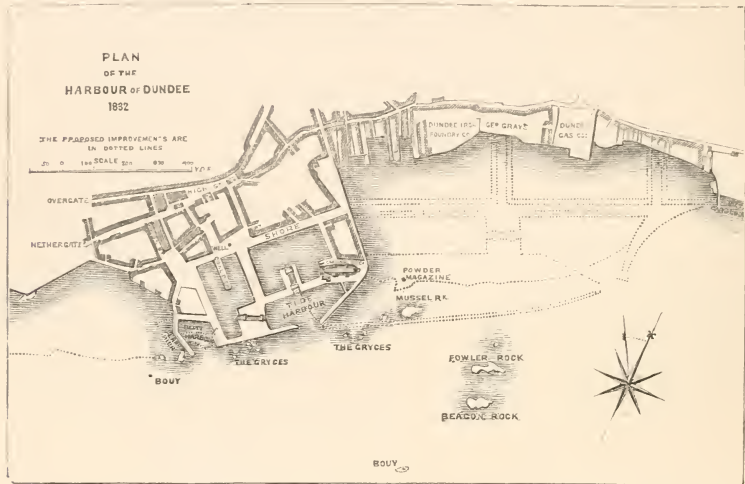 PLAN
OF THE
HARBOUR OF DUNDEE
1832
THE PROPOSED IMPROVEMENTS ARE
IN DOTTED LINES
SCALE
OVERGATE
HIGH ST
NETHERGATE
WELL
SHORE
TIDE
HARBOUR
DUNDEE IRON
FOUNDRY Co.
GEO GRAY
DUNDEE
GAS Co.
POWDER
MAGAZINE
MUSSEL Rk.
THE GRYCES
THE GRYCES
FOWLER ROCK
BEACON ROCK
BOUY
BOUY